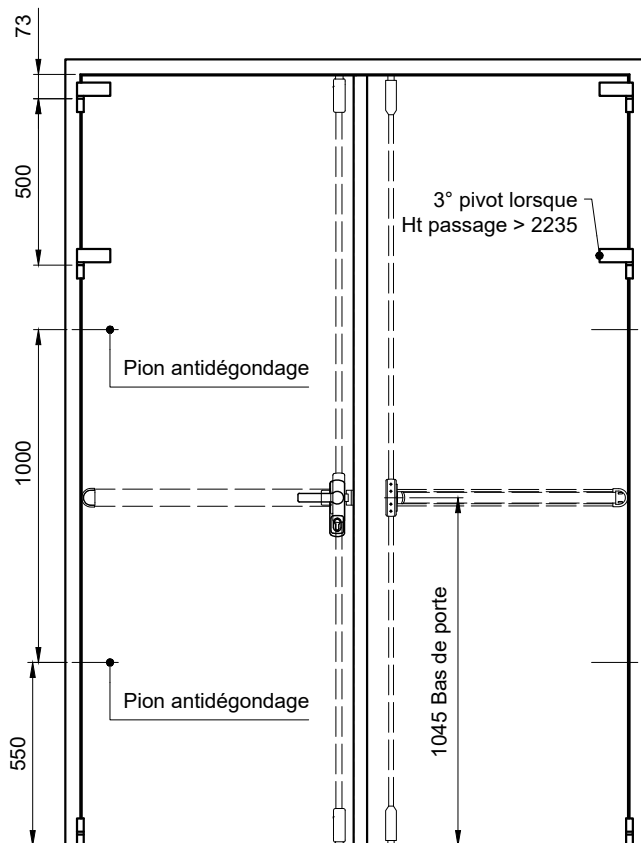 73
500
3° pivot lorsque
Ht passage > 2235
Pion antidégondage
1000
1045 Bas de porte
Pion antidégondage
550